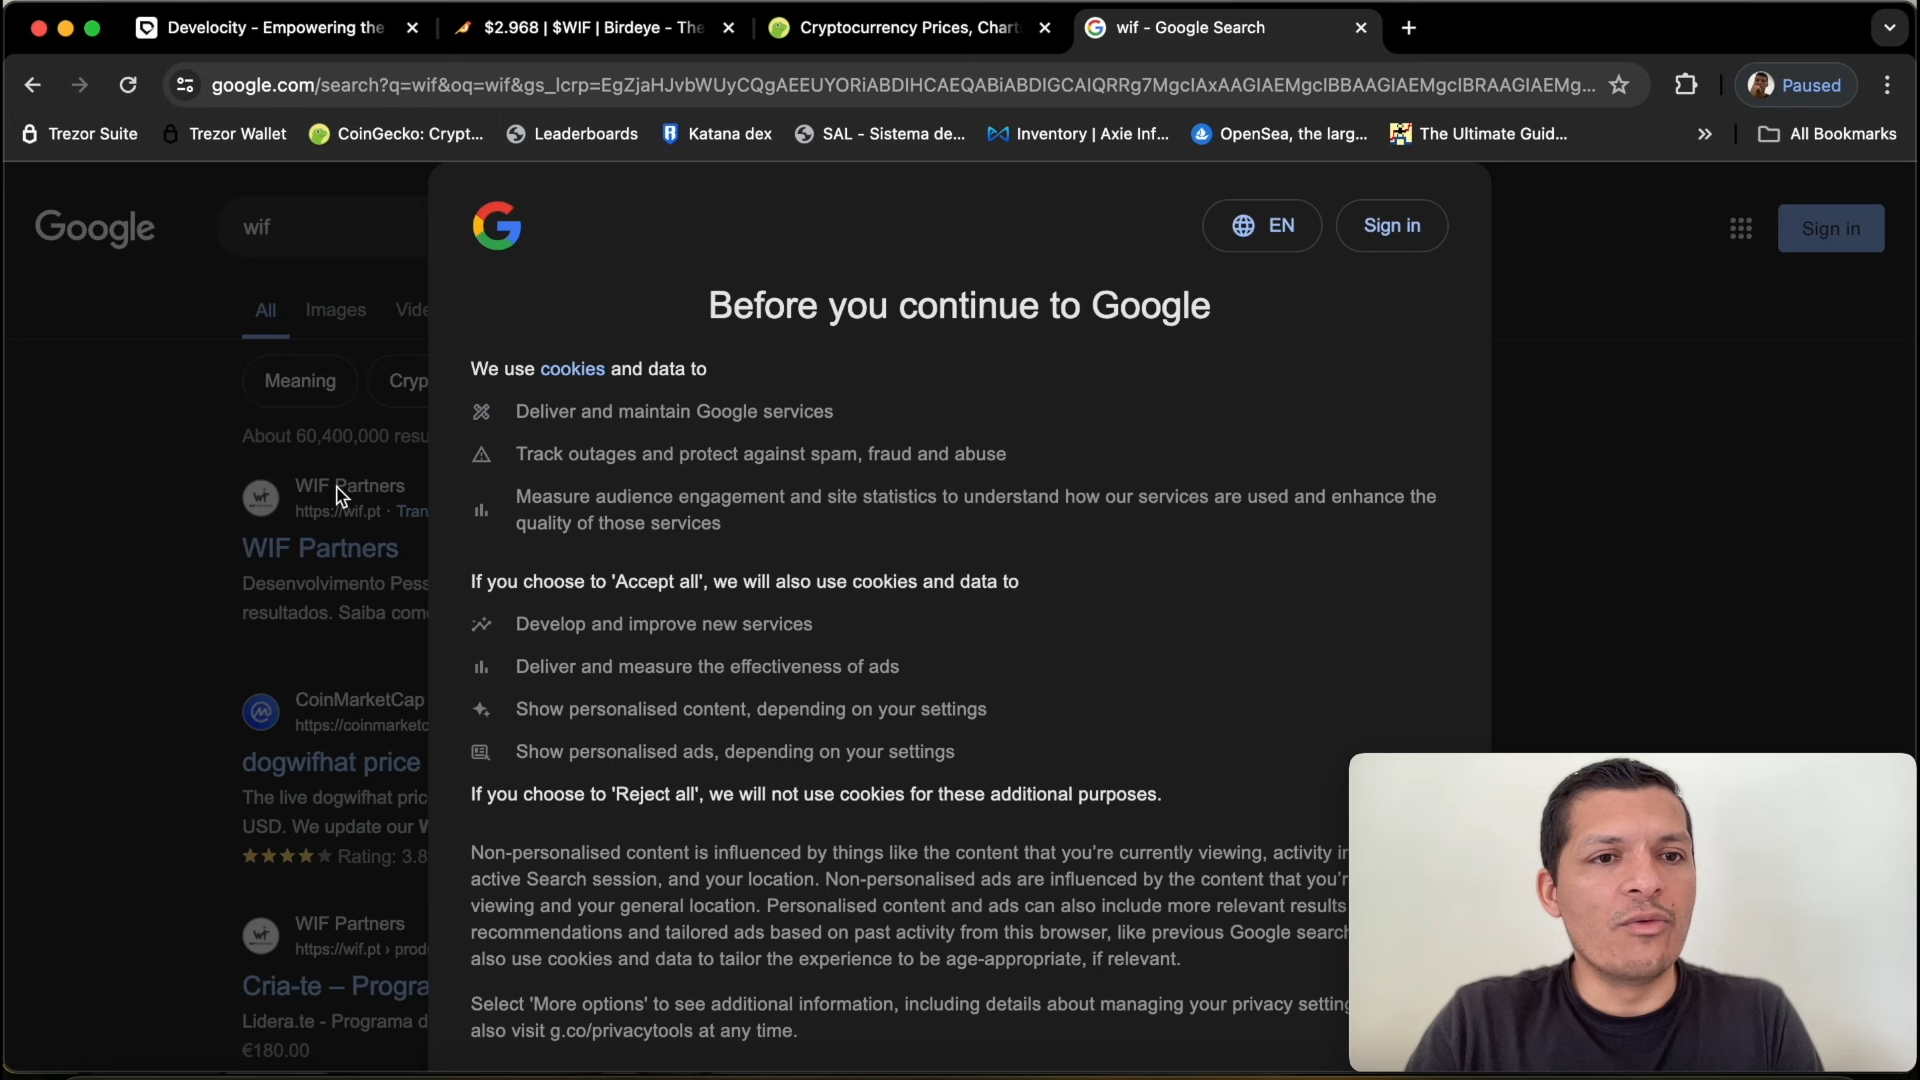 Develocity - Empowering the
$2.968 | $WIF | Birdeye - The
Cryptocurrency Prices, Chart
wif - Google Search
google.com/search?q=wif&oq=wif&gs_lcrp=EgZjaHJvbWUyCQgAEEUYORiABDIHCAEQABiABDIGCAIQRRg7MgcIAxAAGIAEMgcIBBAAGIAEMgcIBRAAGIAEMg...
Paused
Trezor Suite
Trezor Wallet
CoinGecko: Crypt...
Leaderboards
Katana dex
SAL - Sistema de...
Inventory | Axie Inf...
OpenSea, the larg...
The Ultimate Guid...
All Bookmarks
Google
wif
Sign in
All
Images
Vide
Meaning
Cryp
About 60,400,000 resu
WIF Partners
https://wif.pt · Tran
WIF Partners
Desenvolvimento Pess
resultados. Saiba com
CoinMarketCap
https://coinmarketc
dogwifhat price
The live dogwifhat pric
USD. We update our W
Rating: 3.8
WIF Partners
https://wif.pt › prod
Cria-te – Progra
Lidera.te - Programa d
€180.00
EN
Sign in
Before you continue to Google
We use cookies and data to
Deliver and maintain Google services
Track outages and protect against spam, fraud and abuse
Measure audience engagement and site statistics to understand how our services are used and enhance the
quality of those services
If you choose to 'Accept all', we will also use cookies and data to
Develop and improve new services
Deliver and measure the effectiveness of ads
Show personalised content, depending on your settings
Show personalised ads, depending on your settings
If you choose to 'Reject all', we will not use cookies for these additional purposes.
Non-personalised content is influenced by things like the content that you're currently viewing, activity in
active Search session, and your location. Non-personalised ads are influenced by the content that you'r
viewing and your general location. Personalised content and ads can also include more relevant results
recommendations and tailored ads based on past activity from this browser, like previous Google search
also use cookies and data to tailor the experience to be age-appropriate, if relevant.
Select 'More options' to see additional information, including details about managing your privacy setting
also visit g.co/privacytools at any time.